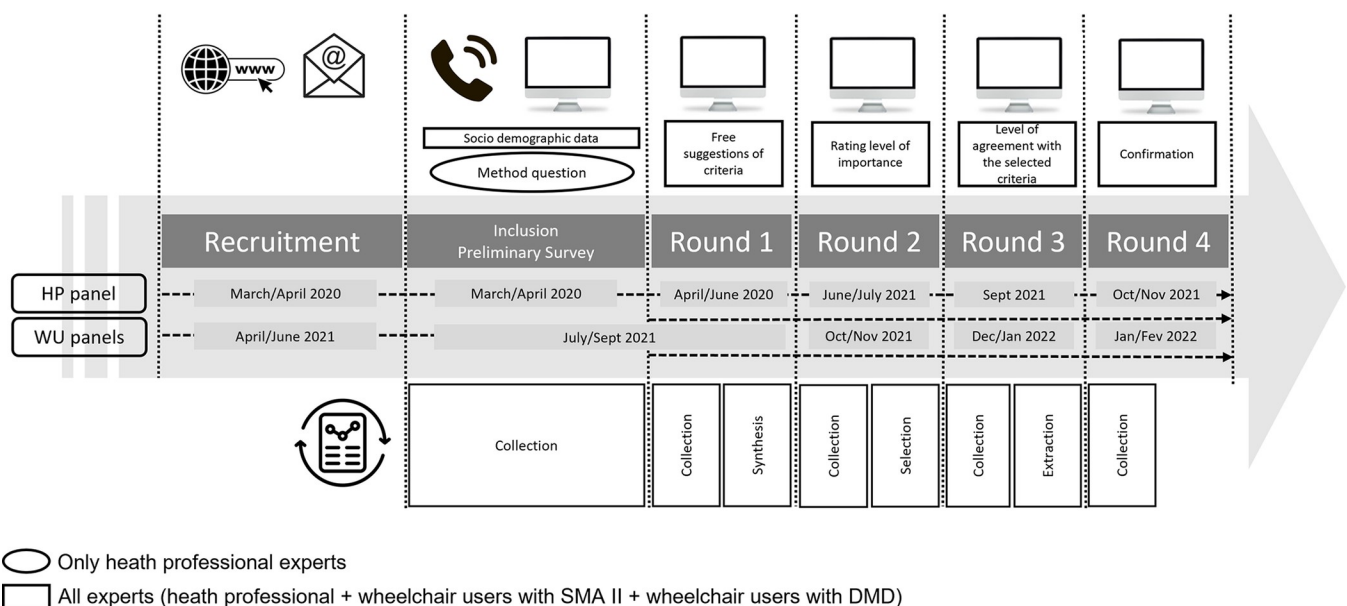 www
@
Socio demographic data
Method question
Free
suggestions of
criteria
Rating level of
importance
Level of
agreement with
the selected
criteria
Confirmation
Recruitment
Inclusion
Preliminary Survey
Round 1
Round 2
Round 3
Round 4
HP panel
March/April 2020
March/April 2020
April/June 2020
June/July 2021
Sept 2021
Oct/Nov 2021
WU panels
April/June 2021
July/Sept 2021
Oct/Nov 2021
Dec/Jan 2022
Jan/Fev 2022
Collection
Collection
Synthesis
Collection
Selection
Collection
Extraction
Collection
Only heath professional experts
All experts (heath professional + wheelchair users with SMA II + wheelchair users with DMD)